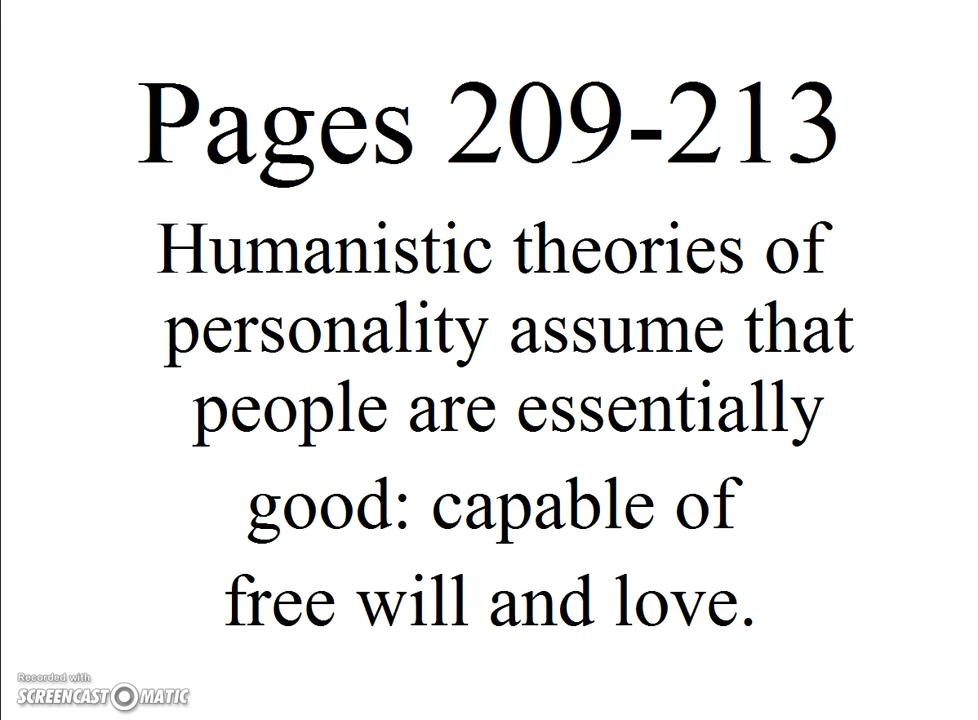 Pages 209-213
Humanistic theories of
personality assume that
people are essentially
good: capable of
free will and love.
Recorded with
SCREENCAST-O-MATIC